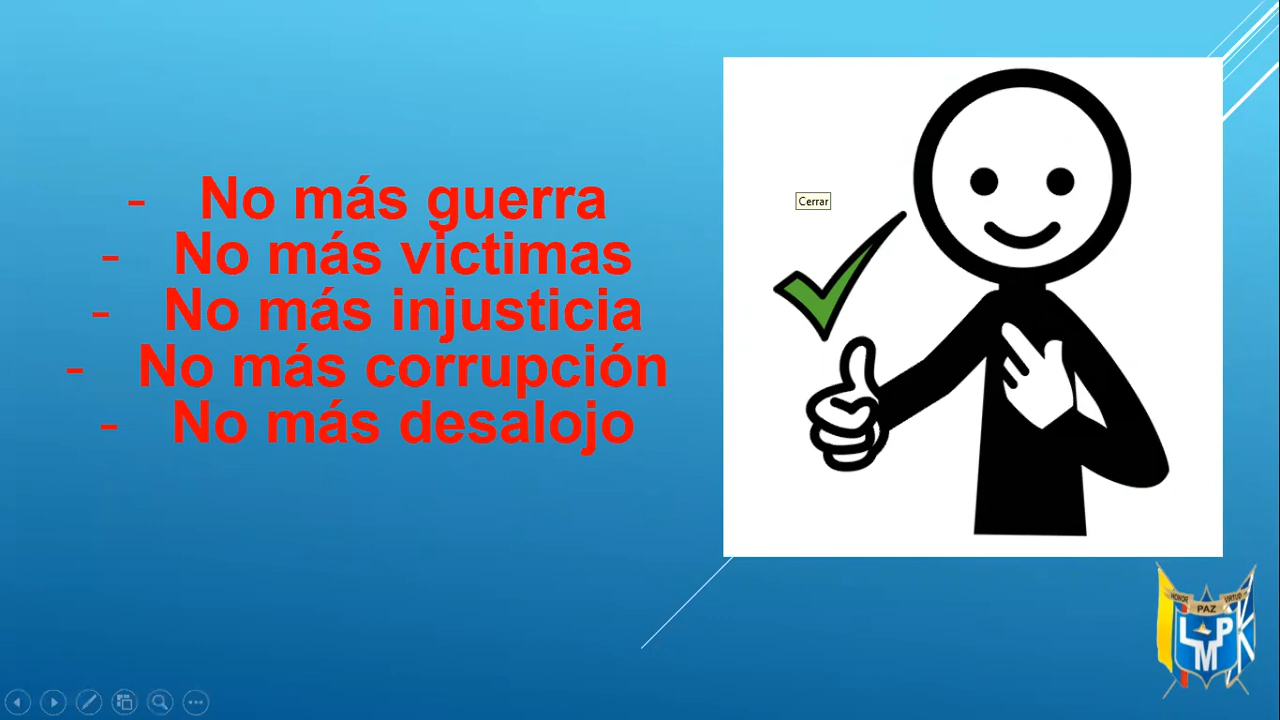 - No más guerra
- No más victimas
- No más injusticia
- No más corrupción
- No más desalojo
Cerrar
HONOR PAZ VIRTUD
L M P K